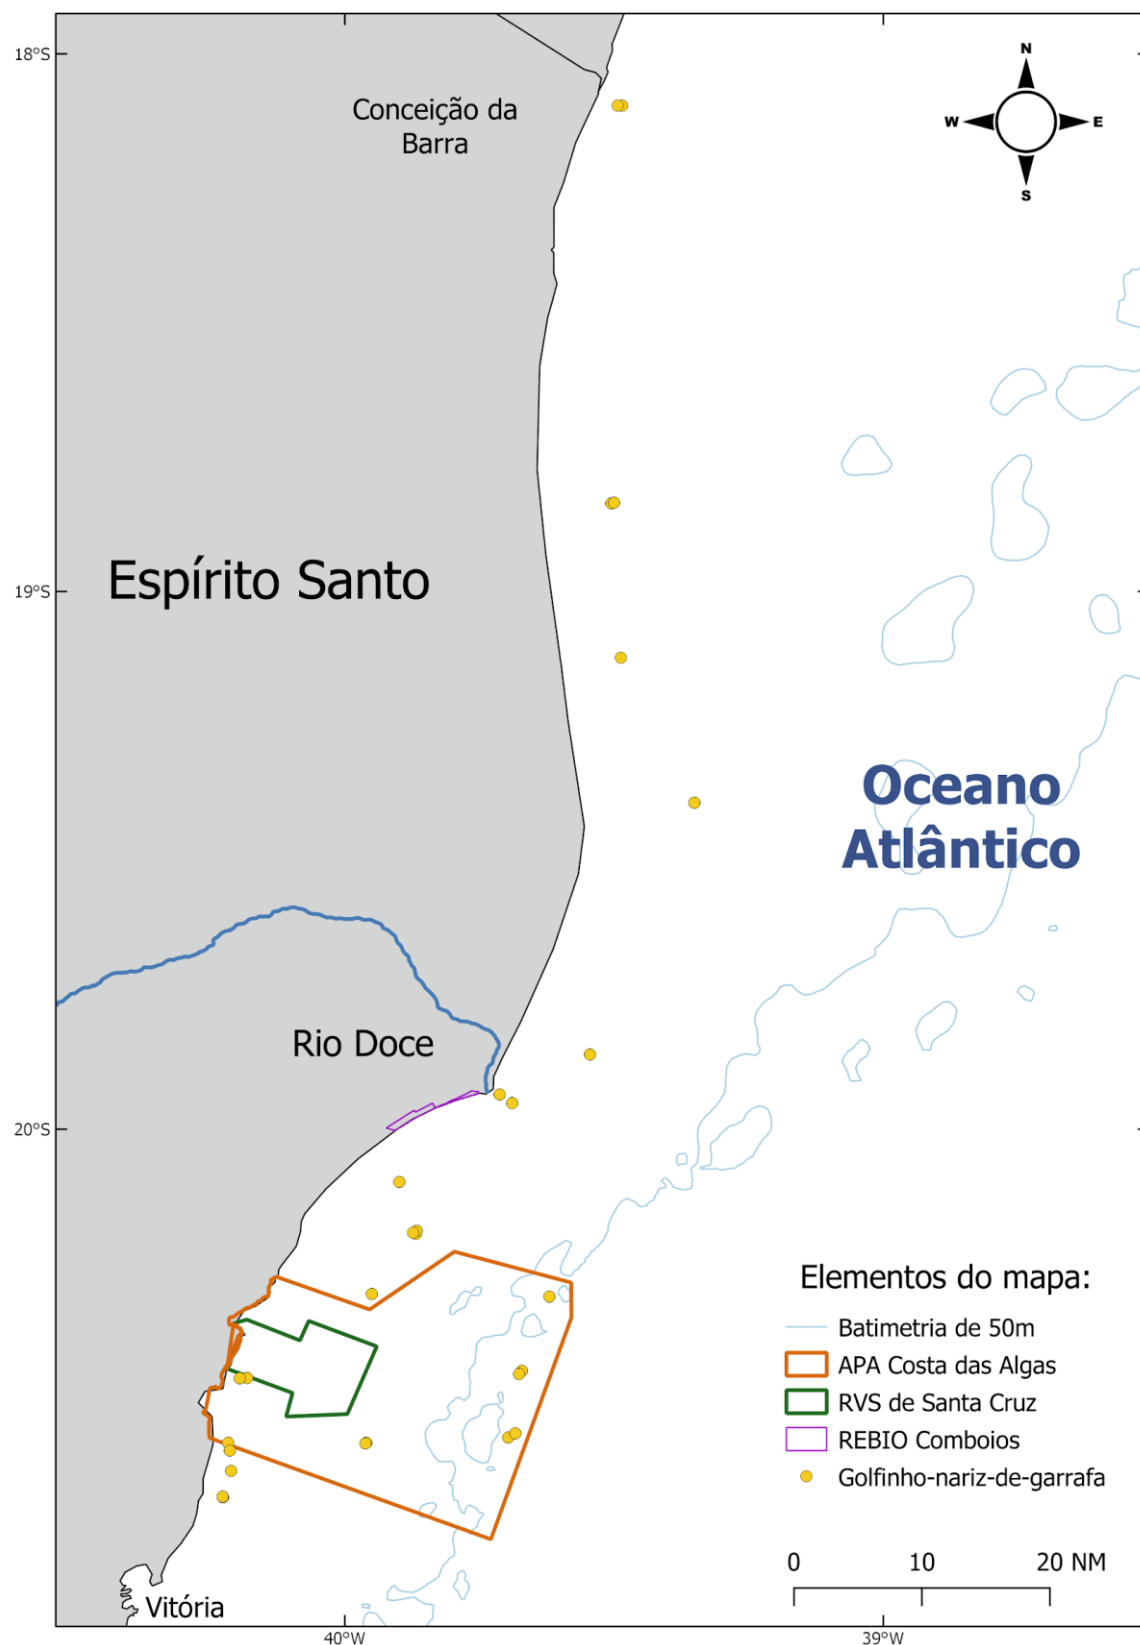 18°S
N
Conceição da
Barra
W
E
S
Espírito Santo
19°S
Oceano
Atlântico
Rio Doce
20°S
Elementos do mapa:
Batimetria de 50m
APA Costa das Algas
RVS de Santa Cruz
REBIO Comboios
Golfinho-nariz-de-garrafa
0 10 20 NM
Vitória
40°W
39°W